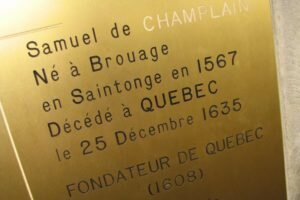 Samuel de CHAMPLAIN
Né à Brouage
en Saintonge en 1567
Décédé à QUEBEC
le 25 Décembre 1635
FONDATEUR DE QUEBEC
(1608)